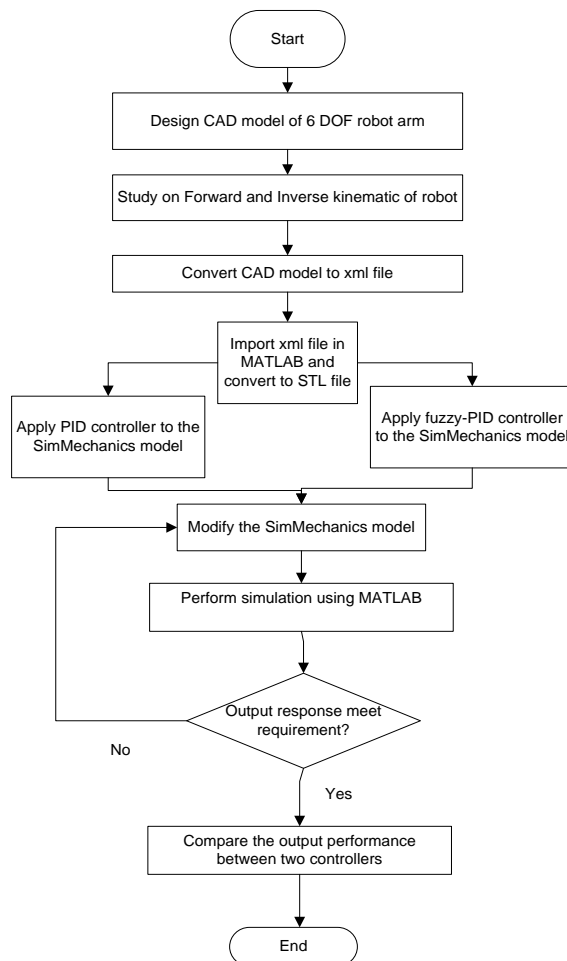 Start
Design CAD model of 6 DOF robot arm
Study on Forward and Inverse kinematic of robot
Convert CAD model to xml file
Import xml file in
MATLAB and
convert to STL file
Apply PID controller to the
SimMechanics model
Apply fuzzy-PID controller
to the SimMechanics model
Modify the SimMechanics model
Perform simulation using MATLAB
Output response meet
requirement?
No
Yes
Compare the output performance
between two controllers
End